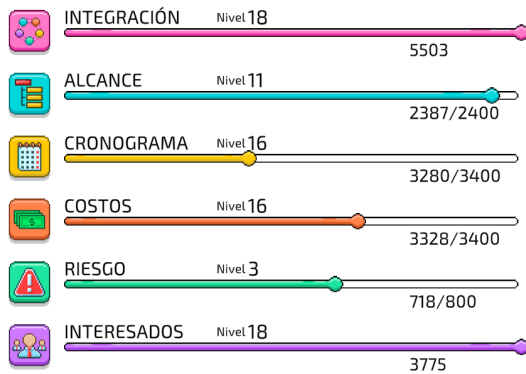 INTEGRACIÓN Nivel 18
5503
ALCANCE Nivel 11
2387/2400
CRONOGRAMA Nivel 16
3280/3400
COSTOS Nivel 16
3328/3400
RIESGO Nivel 3
718/800
INTERESADOS Nivel 18
3775